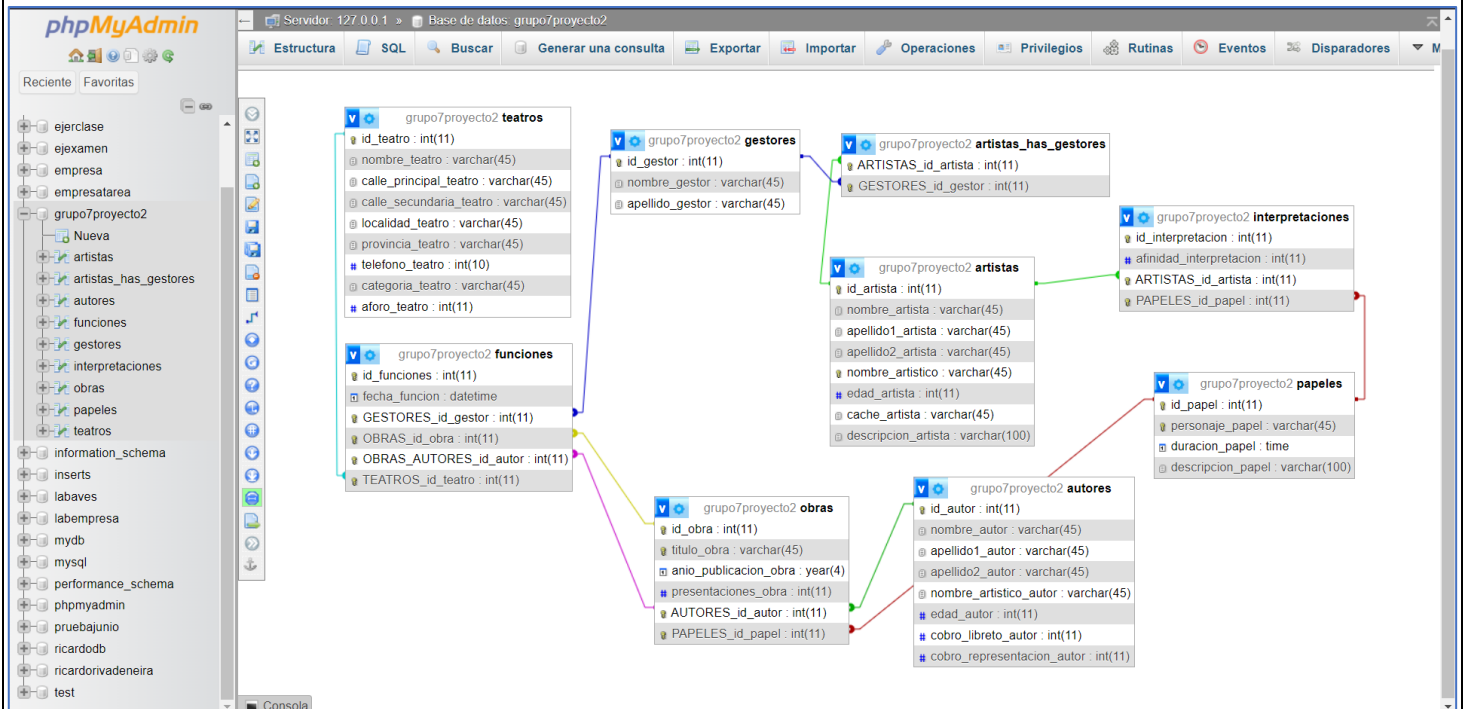 phpMyAdmin
Reciente Favoritas
ejerclase
ejexamen
empresa
empresatarea
grupo7proyecto2
Nueva
artistas
artistas_has_gestores
autores
funciones
gestores
interpretaciones
obras
papeles
teatros
information_schema
inserts
labaves
labempresa
mydb
mysql
performance_schema
phpmyadmin
pruebajunio
ricardodb
ricardorivadeneira
test
Servidor: 127.0.0.1 » Base de datos: grupo7proyecto2
Estructura SQL Buscar Generar una consulta Exportar Importar Operaciones Privilegios Rutinas Eventos Disparadores M
grupo7proyecto2 teatros
id_teatro : int(11)
nombre_teatro : varchar(45)
calle_principal_teatro : varchar(45)
calle_secundaria_teatro : varchar(45)
localidad_teatro : varchar(45)
provincia_teatro : varchar(45)
telefono_teatro : int(10)
categoria_teatro : varchar(45)
aforo_teatro : int(11)
grupo7proyecto2 gestores
id_gestor : int(11)
nombre_gestor : varchar(45)
apellido_gestor : varchar(45)
grupo7proyecto2 artistas_has_gestores
ARTISTAS_id_artista : int(11)
GESTORES_id_gestor : int(11)
grupo7proyecto2 interpretaciones
id_interpretacion : int(11)
afinidad_interpretacion : int(11)
ARTISTAS_id_artista : int(11)
PAPELES_id_papel : int(11)
grupo7proyecto2 artistas
id_artista : int(11)
nombre_artista : varchar(45)
apellido1_artista : varchar(45)
apellido2_artista : varchar(45)
nombre_artistico : varchar(45)
edad_artista : int(11)
cache_artista : varchar(45)
descripcion_artista : varchar(100)
grupo7proyecto2 funciones
id_funciones : int(11)
fecha_funcion : datetime
GESTORES_id_gestor : int(11)
OBRAS_id_obra : int(11)
OBRAS_AUTORES_id_autor : int(11)
TEATROS_id_teatro : int(11)
grupo7proyecto2 papeles
id_papel : int(11)
personaje_papel : varchar(45)
duracion_papel : time
descripcion_papel : varchar(100)
grupo7proyecto2 obras
id_obra : int(11)
titulo_obra : varchar(45)
anio_publicacion_obra : year(4)
presentaciones_obra : int(11)
AUTORES_id_autor : int(11)
PAPELES_id_papel : int(11)
grupo7proyecto2 autores
id_autor : int(11)
nombre_autor : varchar(45)
apellido1_autor : varchar(45)
apellido2_autor : varchar(45)
nombre_artistico_autor : varchar(45)
edad_autor : int(11)
cobro_libreto_autor : int(11)
cobro_representacion_autor : int(11)
Consola